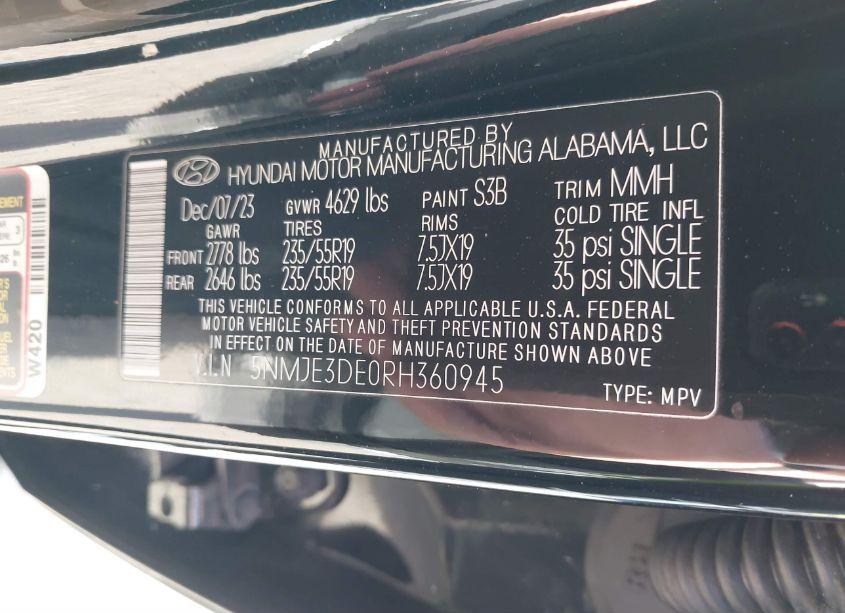 MANUFACTURED BY
HYUNDAI MOTOR MANUFACTURING ALABAMA, LLC
Dec/07/23 GVWR 4629 lbs PAINT S3B TRIM MMH
GAWR TIRES RIMS COLD TIRE INFL
FRONT 2778 lbs 235/55R19 7.5JX19 35 psi SINGLE
REAR 2646 lbs 235/55R19 7.5JX19 35 psi SINGLE
THIS VEHICLE CONFORMS TO ALL APPLICABLE U.S.A. FEDERAL
MOTOR VEHICLE SAFETY AND THEFT PREVENTION STANDARDS
IN EFFECT ON THE DATE OF MANUFACTURE SHOWN ABOVE
V.I.N 5NMJE3DE0RH360945
TYPE: MPV
W420
3